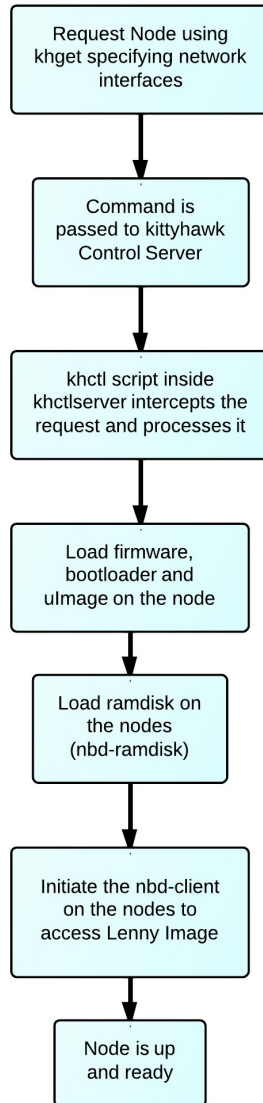 Request Node using
khget specifying network
interfaces
Command is
passed to kittyhawk
Control Server
khctl script inside
khctlserver intercepts the
request and processes it
Load firmware,
bootloader and
uImage on the node
Load ramdisk on
the nodes
(nbd-ramdisk)
Initiate the nbd-client
on the nodes to
access Lenny Image
Node is up
and ready